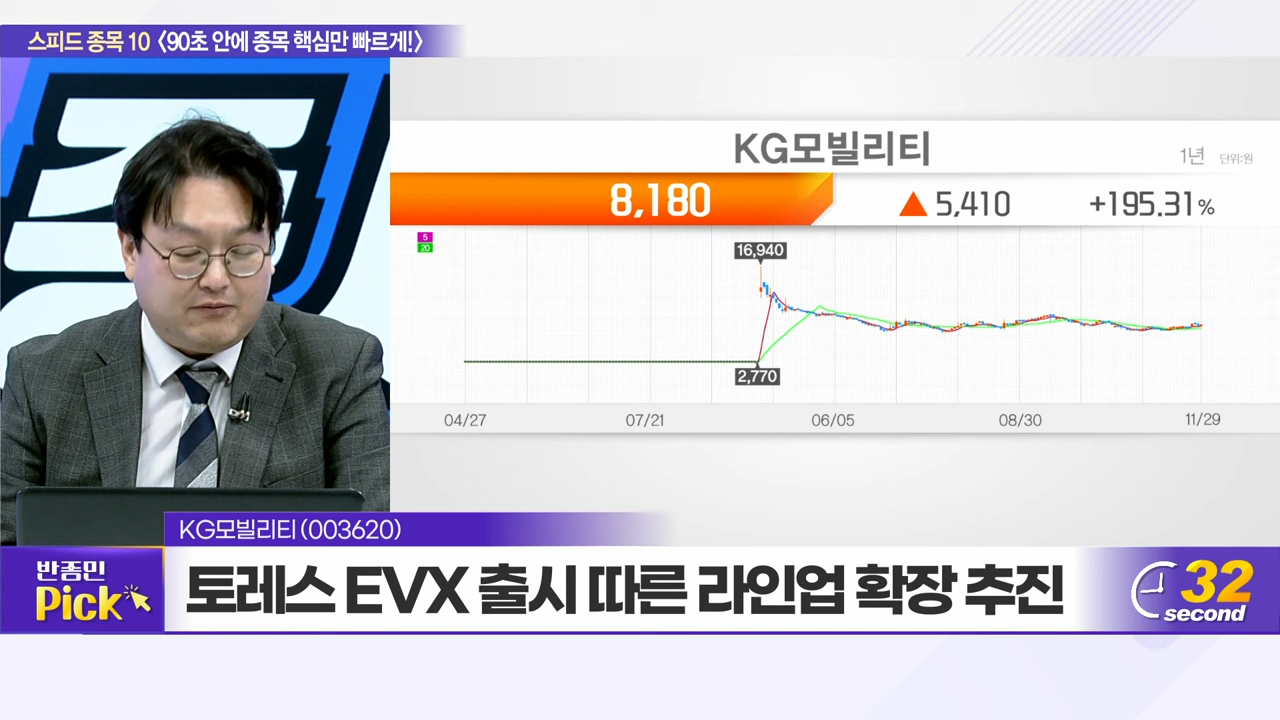 스피드 종목 10 〈90초 안에 종목 핵심만 빠르게!〉
KG모빌리티
1년 단위:원
8,180
▲ 5,410
+195.31%
5
20
16,940
2,770
04/27
07/21
06/05
08/30
11/29
KG모빌리티(003620)
반종민
Pick
토레스 EVX 출시 따른 라인업 확장 추진
32
second